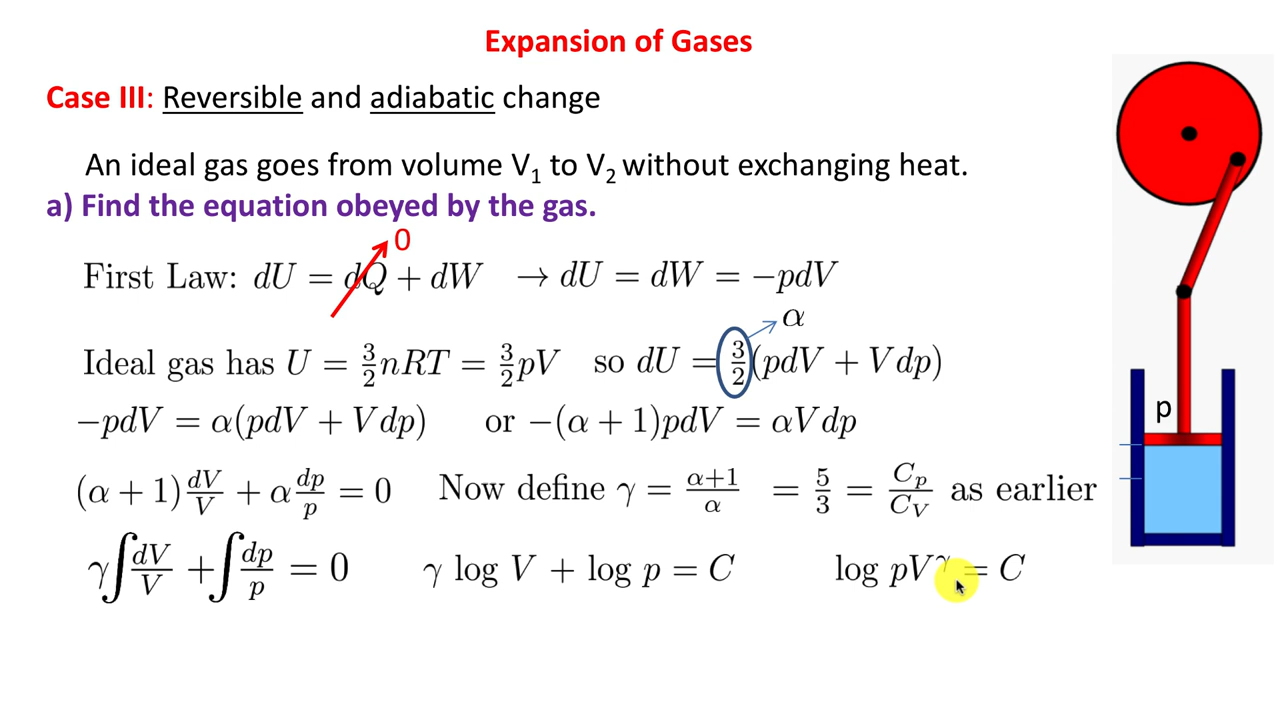 Expansion of Gases
Case III: Reversible and adiabatic change
An ideal gas goes from volume V₁ to V₂ without exchanging heat.
a) Find the equation obeyed by the gas.
0
First Law: dU = dQ + dW → dU = dW = −pdV
α
Ideal gas has U = 3/2 nRT = 3/2 pV so dU = 3/2 (pdV + Vdp)
−pdV = α(pdV + Vdp) or −(α + 1)pdV = αVdp
p
(α + 1) dV/V + α dp/p = 0 Now define γ = α+1/α = 5/3 = C_p/C_V as earlier
γ∫ dV/V + ∫ dp/p = 0 γ log V + log p = C log pV^γ = C